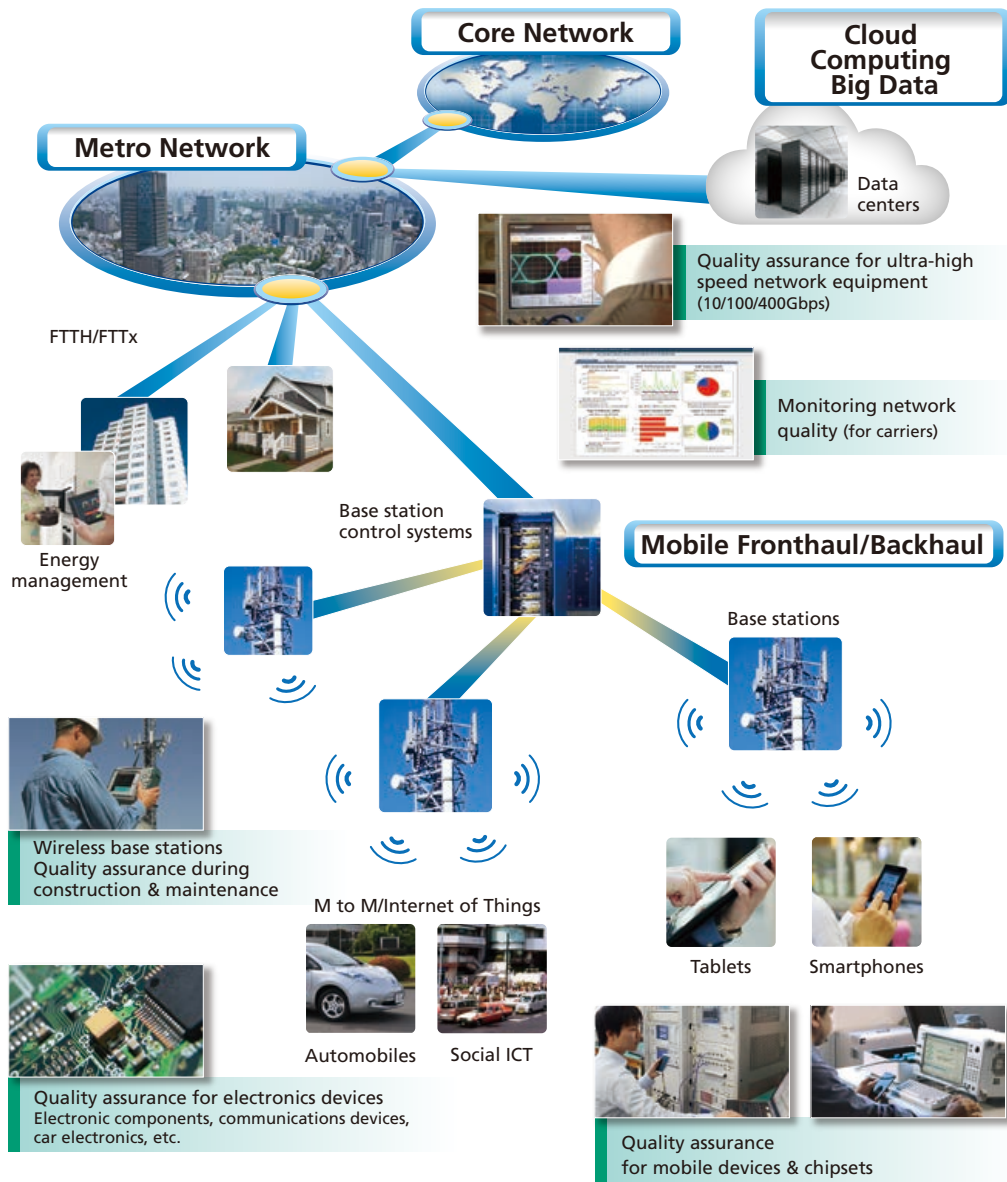 Core Network
Cloud
Computing
Big Data
Metro Network
Data
centers
Quality assurance for ultra-high
speed network equipment
(10/100/400Gbps)
FTTH/FTTx
Monitoring network
quality (for carriers)
Base station
control systems
Mobile Fronthaul/Backhaul
Energy
management
Base stations
Wireless base stations
Quality assurance during
construction & maintenance
M to M/Internet of Things
Tablets
Smartphones
Automobiles
Social ICT
Quality assurance for electronics devices
Electronic components, communications devices,
car electronics, etc.
Quality assurance
for mobile devices & chipsets